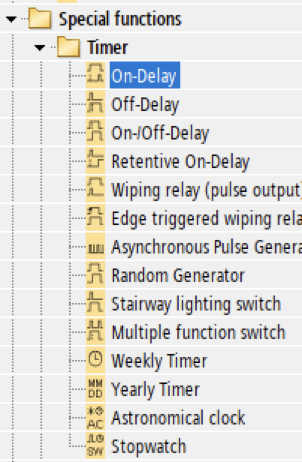 Special functions
Timer
On-Delay
Off-Delay
On-/Off-Delay
Retentive On-Delay
Wiping relay (pulse output)
Edge triggered wiping rela
Asynchronous Pulse Genera
Random Generator
Stairway lighting switch
Multiple function switch
Weekly Timer
MM
DD
Yearly Timer
AC
Astronomical clock
SW
Stopwatch